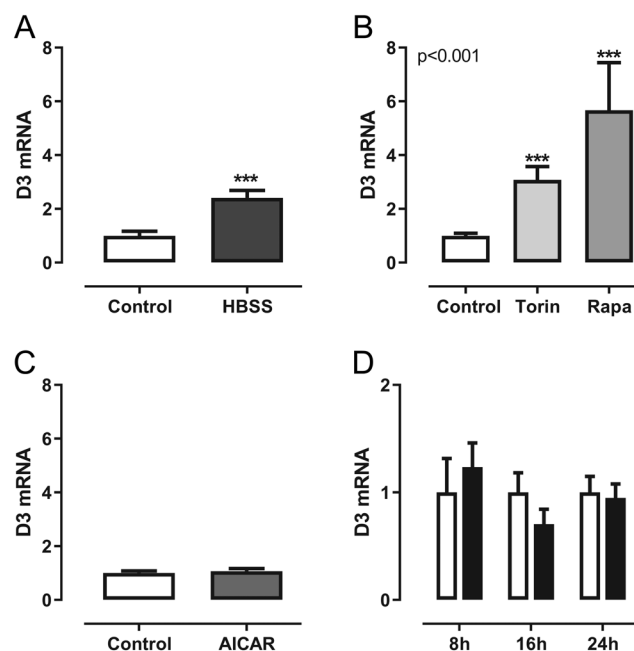 A
D3 mRNA
8
6
4
2
0
***
Control
HBSS
B
D3 mRNA
8
6
4
2
0
p<0.001
***
***
Control
Torin
Rapa
C
D3 mRNA
8
6
4
2
0
Control
AICAR
D
D3 mRNA
2
1
0
8h
16h
24h